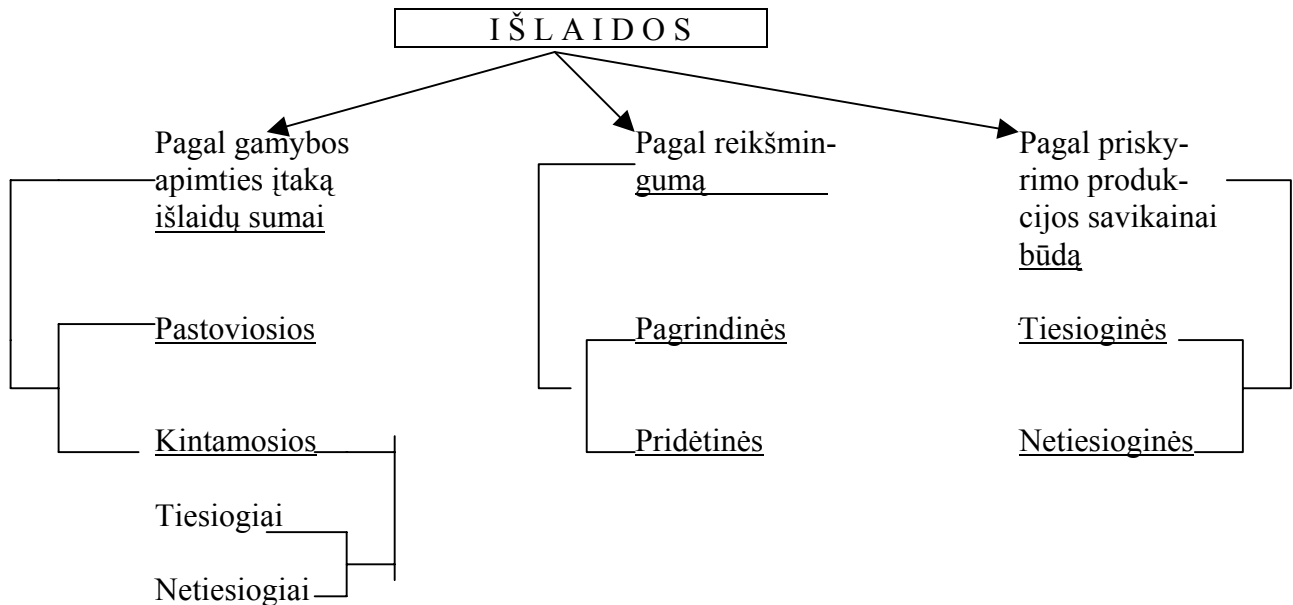 I Š L A I D O S
Pagal gamybos
apimties įtaką
išlaidų sumai
Pagal reikšmin-
gumą
Pagal prisky-
rimo produk-
cijos savikainai
būdą
Pastoviosios
Pagrindinės
Tiesioginės
Kintamosios
Pridėtinės
Netiesioginės
Tiesiogiai
Netiesiogiai